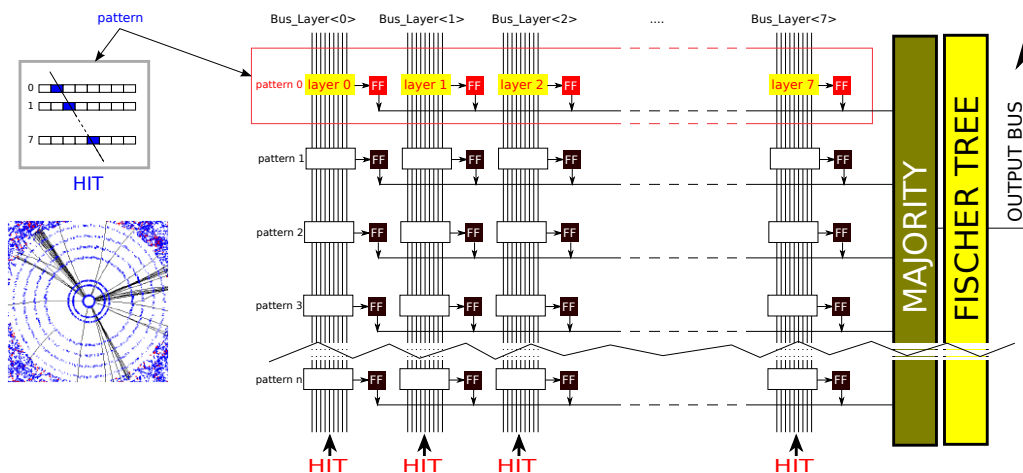 Bus_Layer<0> Bus_Layer<1> Bus_Layer<2> .... Bus_Layer<7>
pattern
0
1
7
HIT
pattern 0 layer 0 FF layer 1 FF layer 2 FF layer 7 FF
pattern 1 FF FF FF FF
pattern 2 FF FF FF FF
pattern 3 FF FF FF FF
pattern n FF FF FF FF
HIT HIT HIT HIT
MAJORITY
FISCHER TREE
OUTPUT BUS